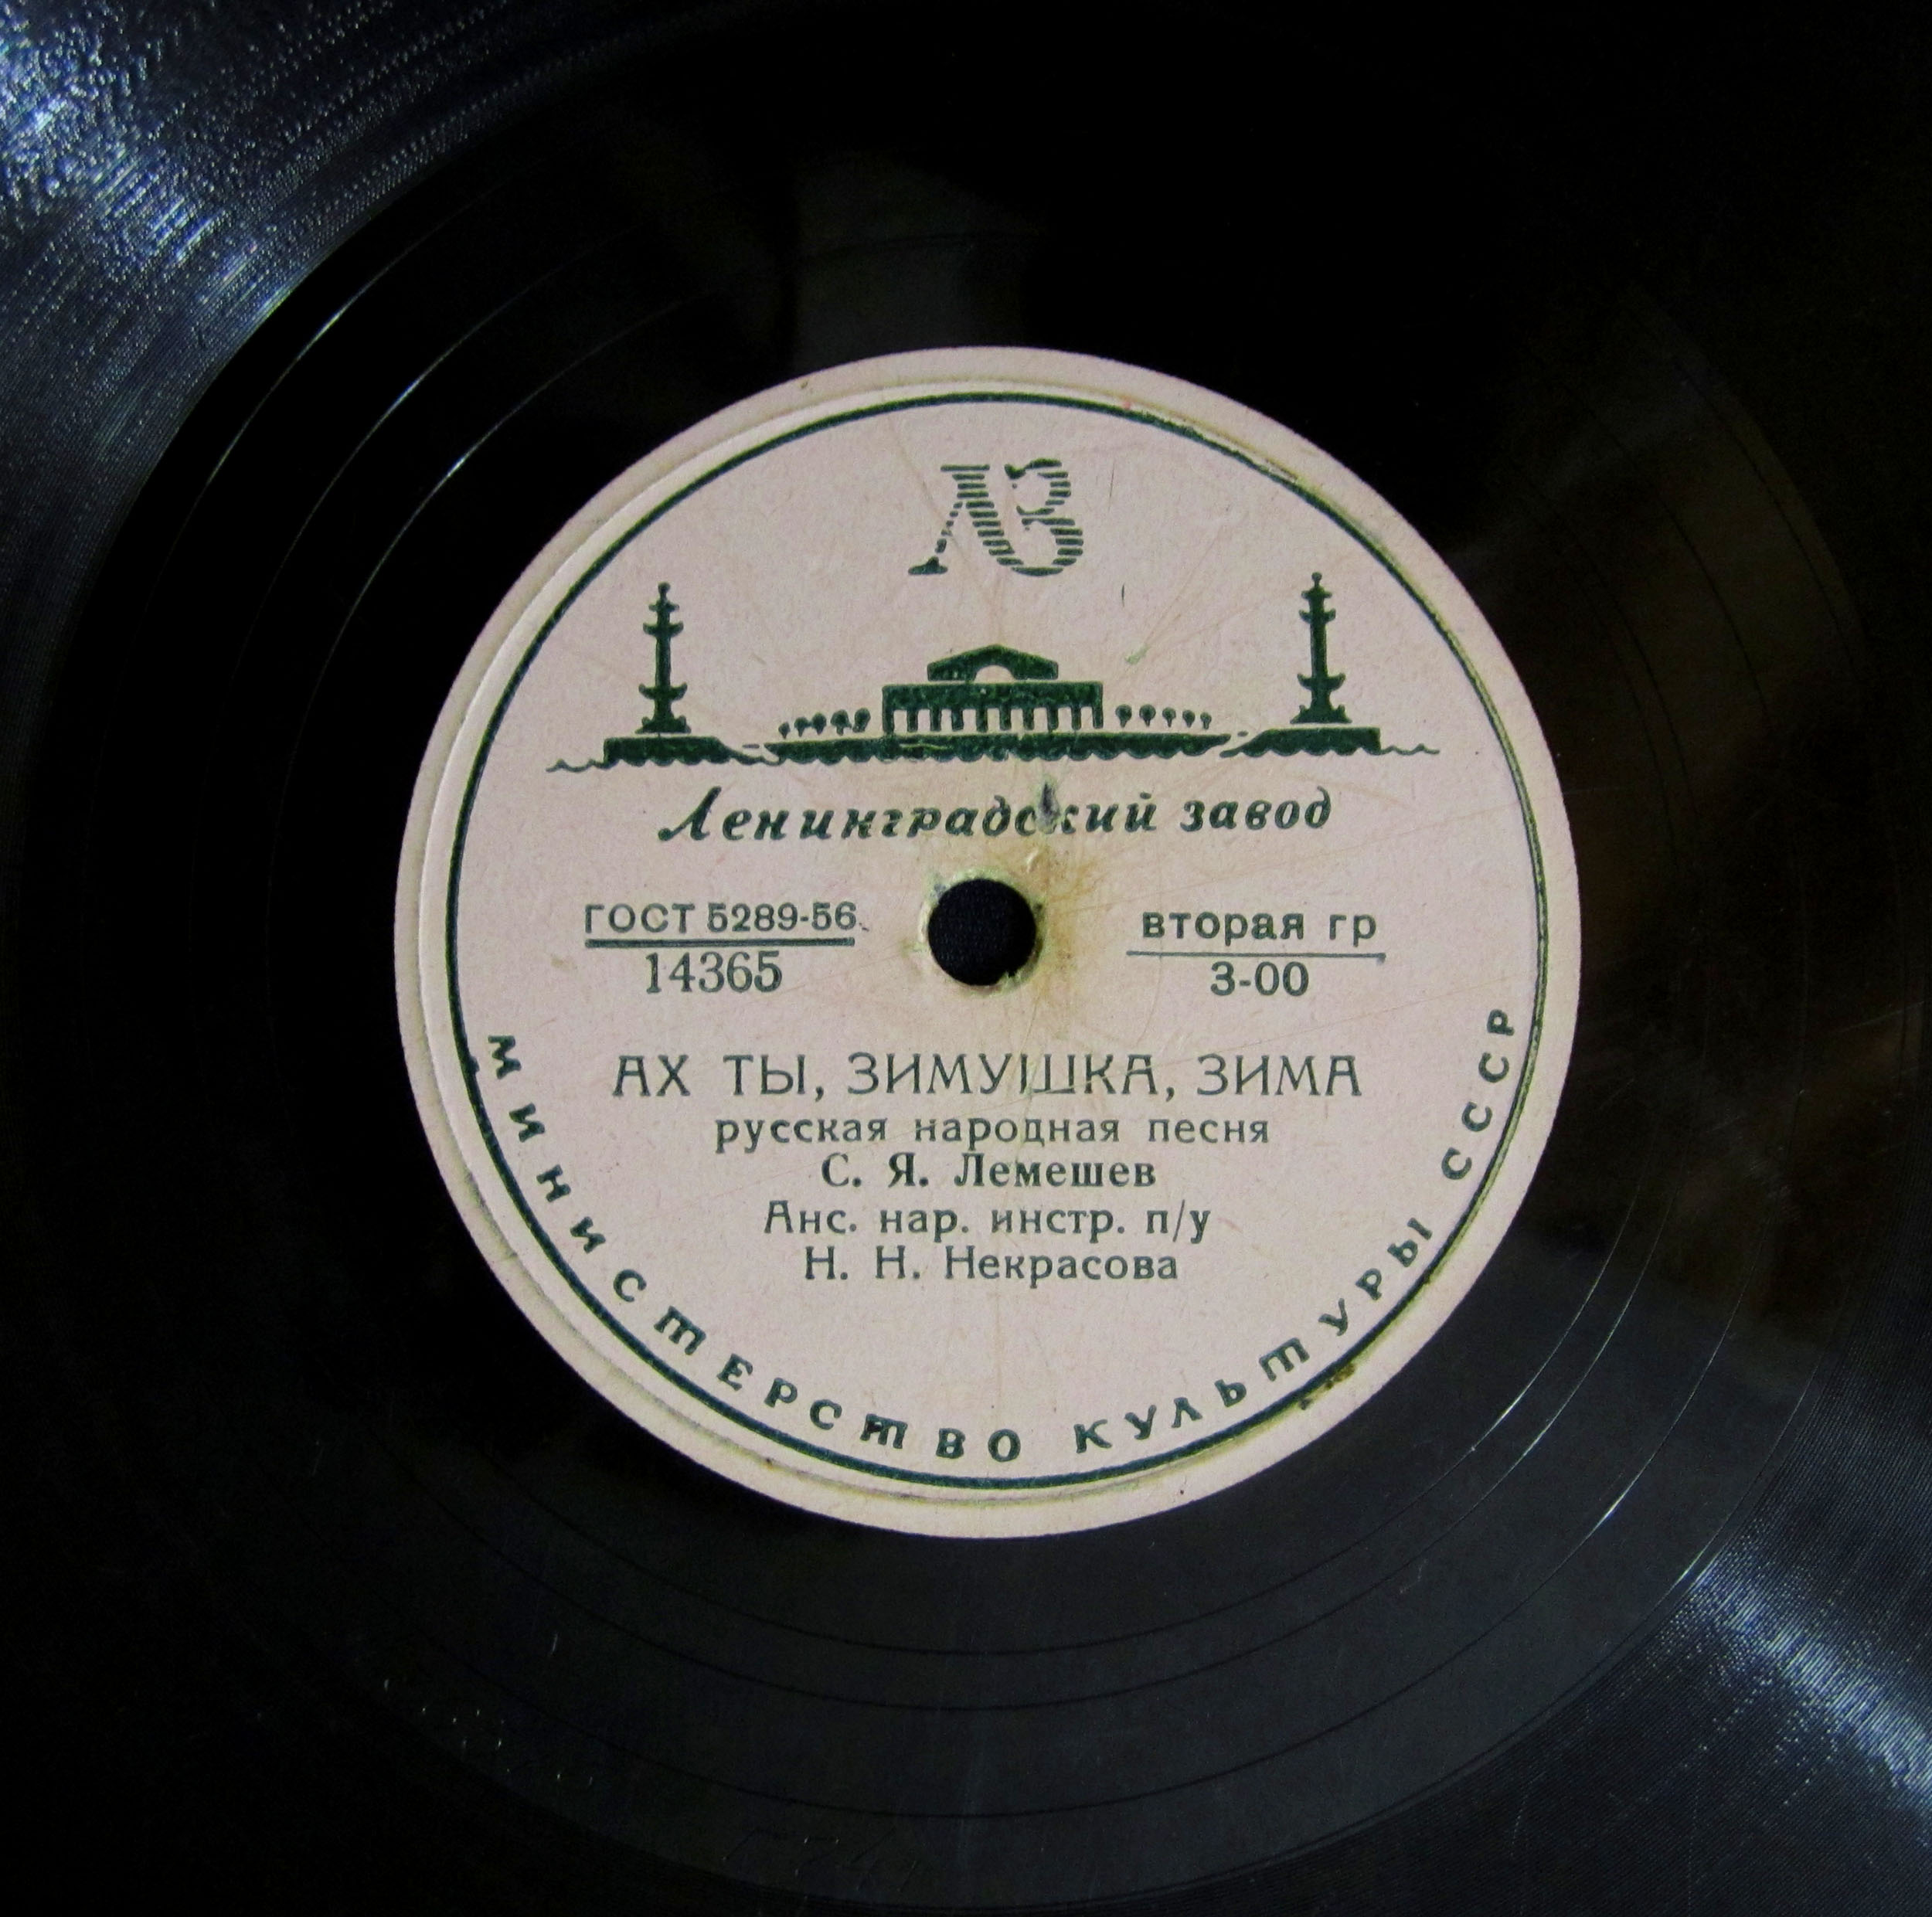 ЛЗ
Ленинградский завод
ГОСТ 5289-56
14365
вторая гр
3-00
АХ ТЫ, ЗИМУШКА, ЗИМА
русская народная песня
С. Я. Лемешев
Анс. нар. инстр. п/у
Н. Н. Некрасова
МИНИСТЕРСТВО КУЛЬТУРЫ СССР